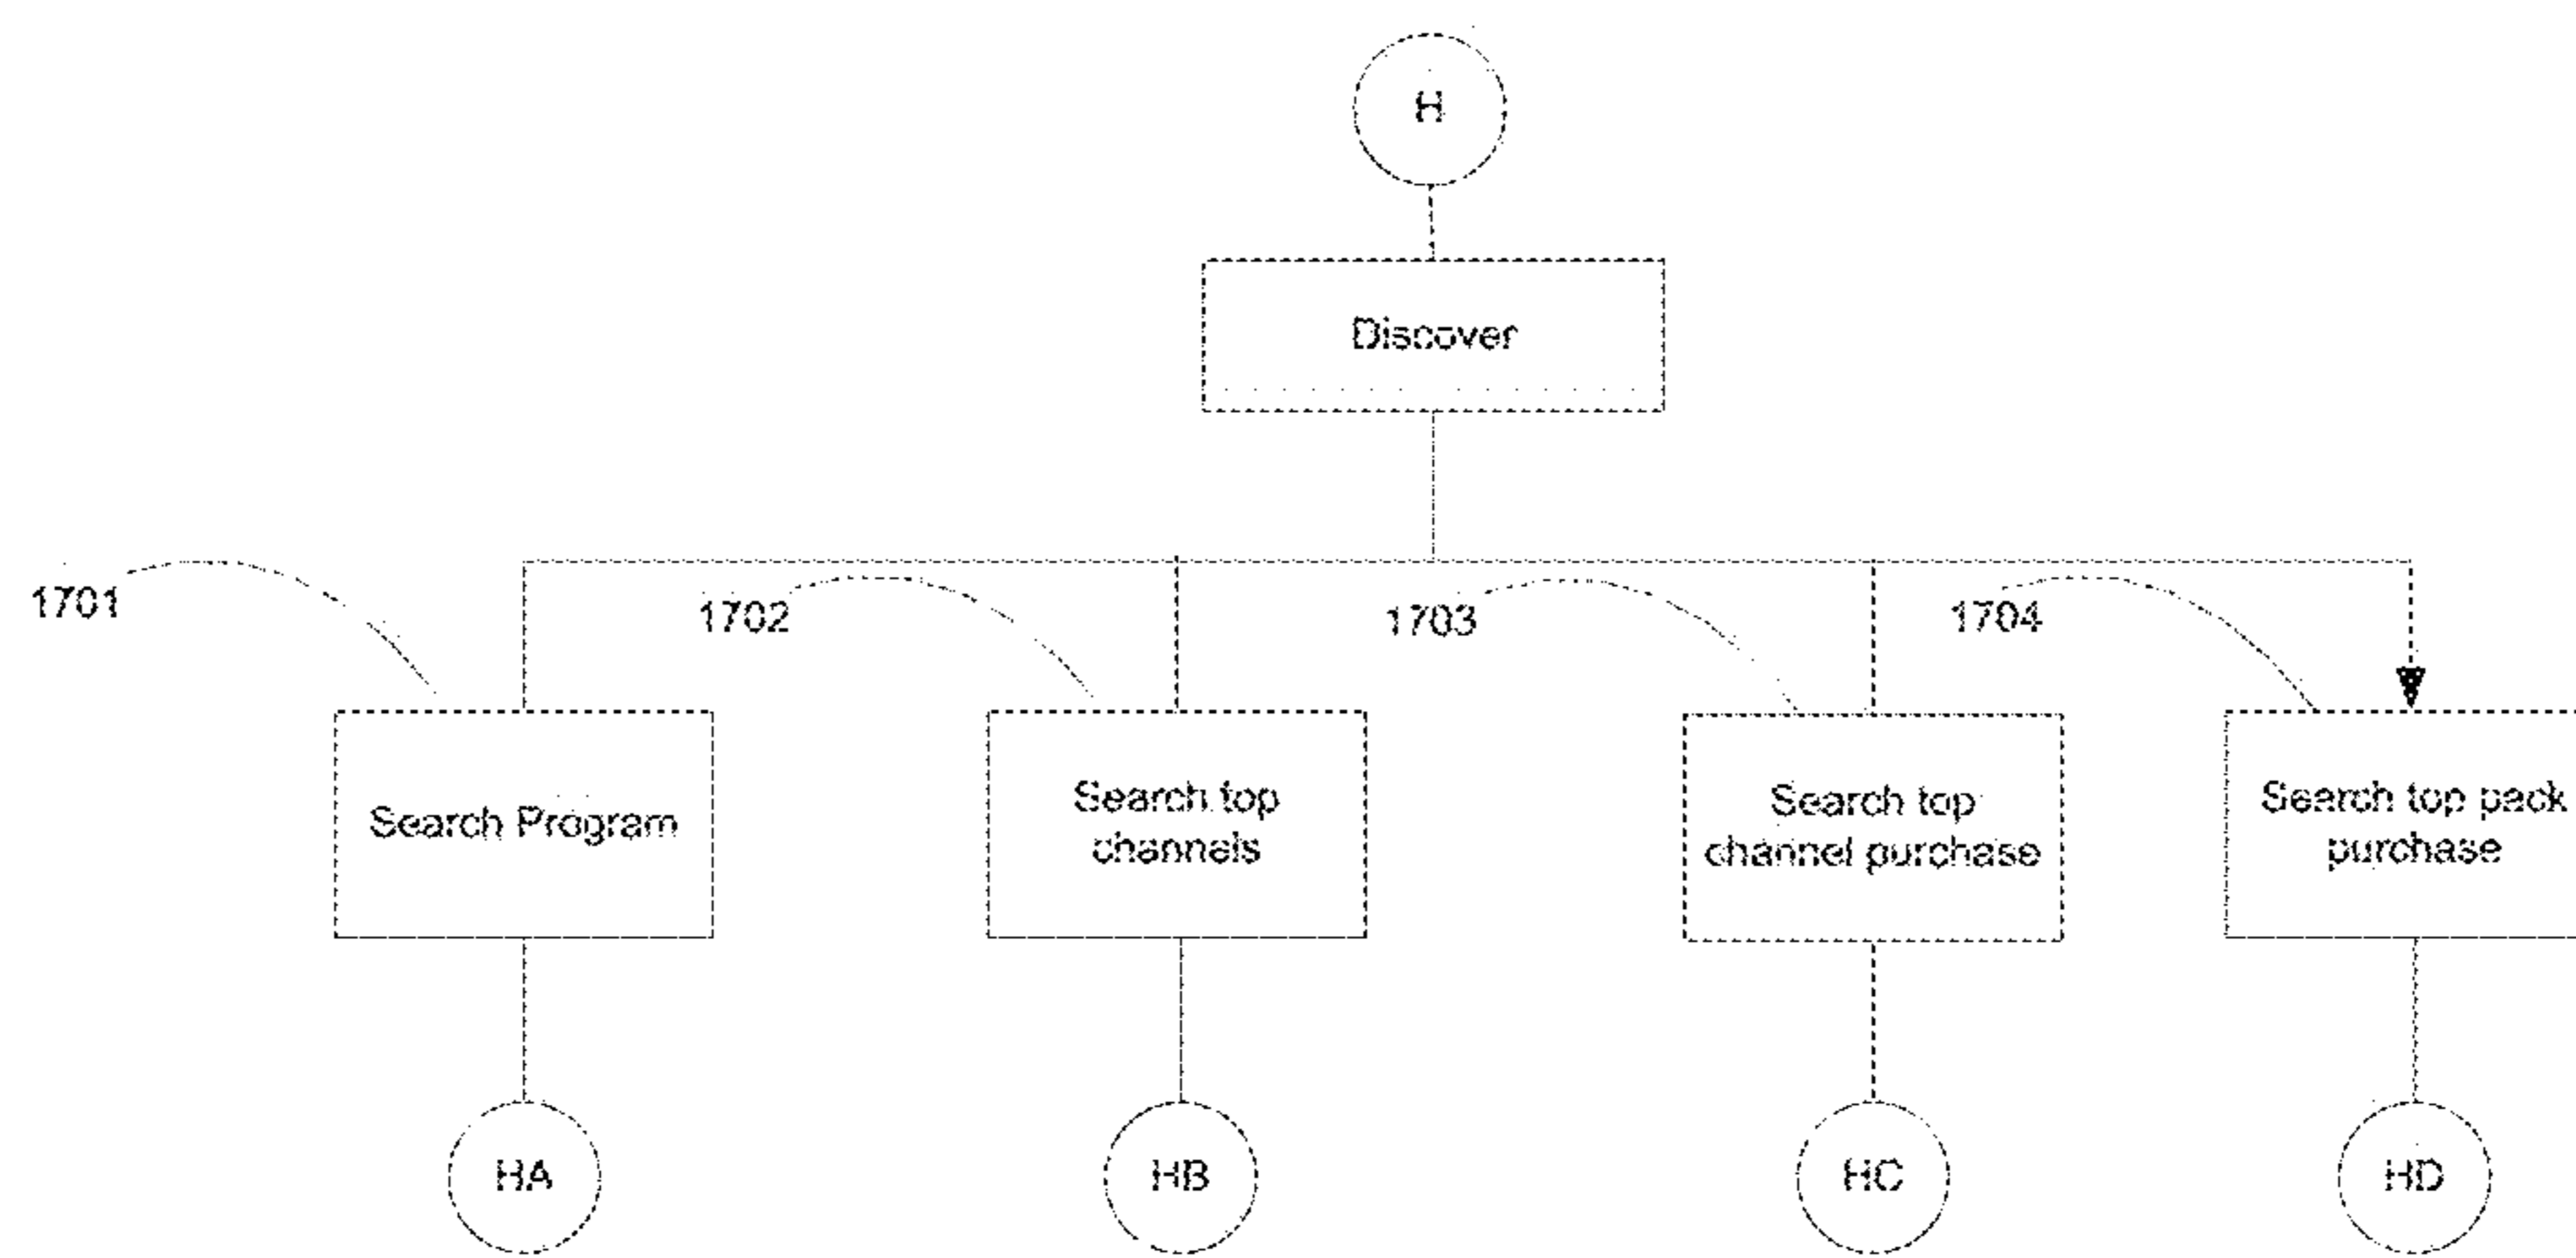 H
Discover
1701
1702
1703
1704
Search Program
Search top
channels
Search top
channel purchase
Search top pack
purchase
HA
HB
HC
HD